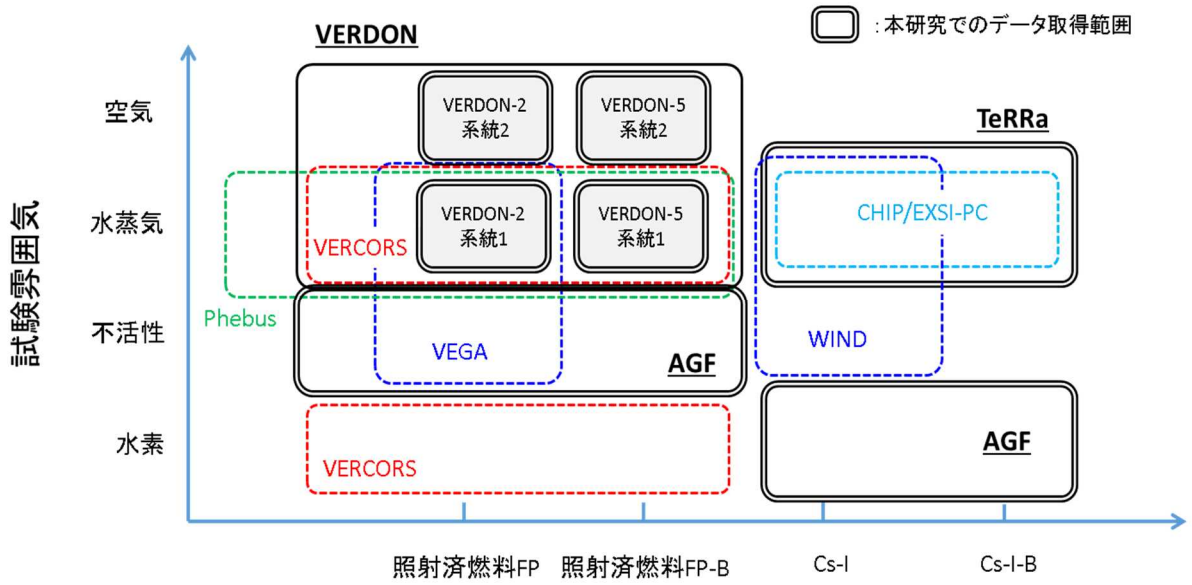 : 本研究でのデータ取得範囲
VERDON
空気
VERDON-2
系統2
VERDON-5
系統2
TeRRa
試験雰囲気
水蒸気
VERCORS
VERDON-2
系統1
VERDON-5
系統1
CHIP/EXSI-PC
Phebus
不活性
VEGA
AGF
WIND
水素
VERCORS
AGF
照射済燃料FP
照射済燃料FP-B
Cs-I
Cs-I-B